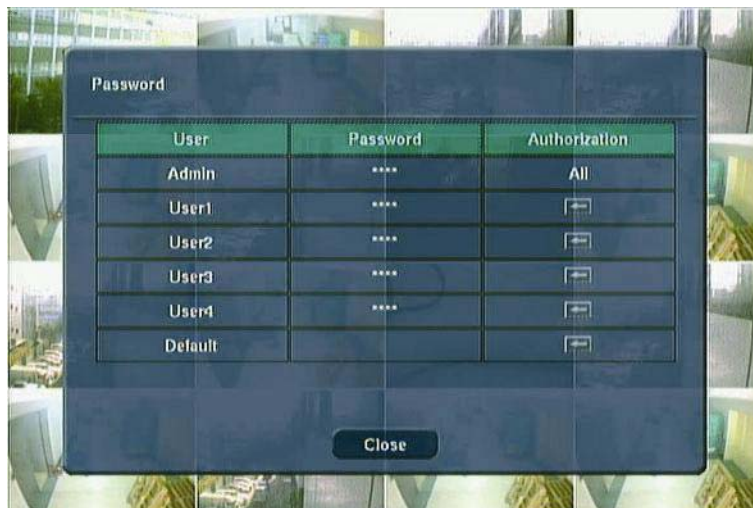 Password
User Password Authorization
Admin **** All
User1 ****
User2 ****
User3 ****
User4 ****
Default
Close